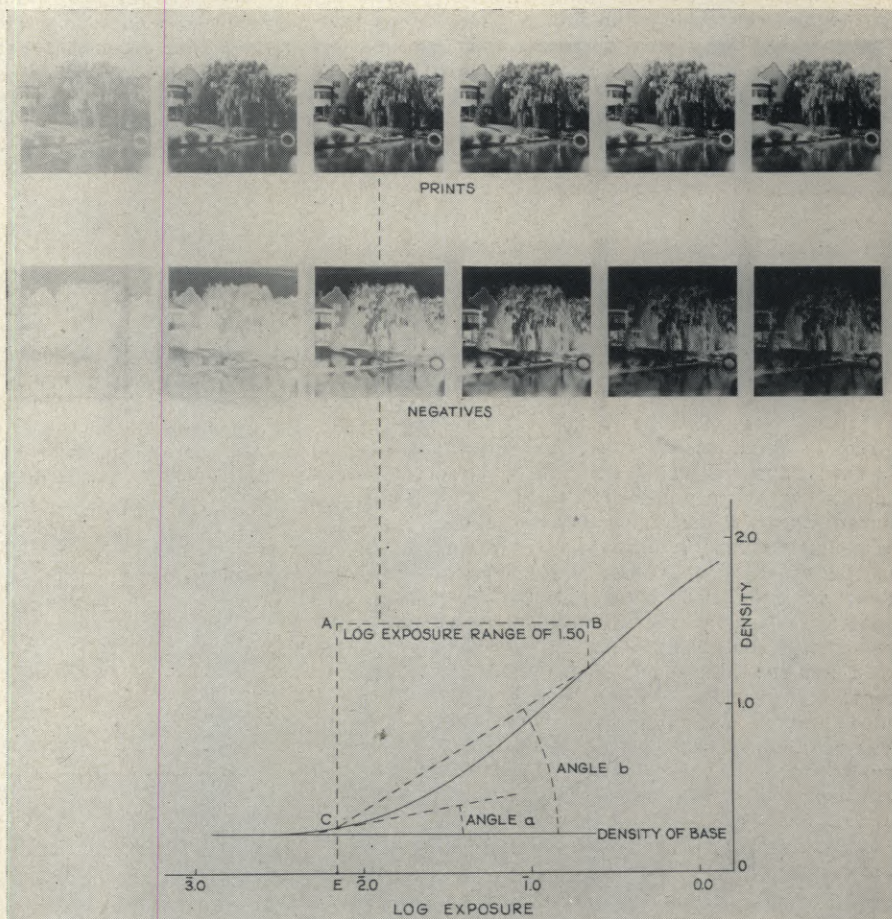 PRINTS
NEGATIVES
2.0
DENSITY
A
B
LOG EXPOSURE RANGE OF 1.50
1.0
ANGLE b
C
ANGLE a
DENSITY OF BASE
0
3̅.0
E
2̅.0
1̅.0
0.0
LOG EXPOSURE